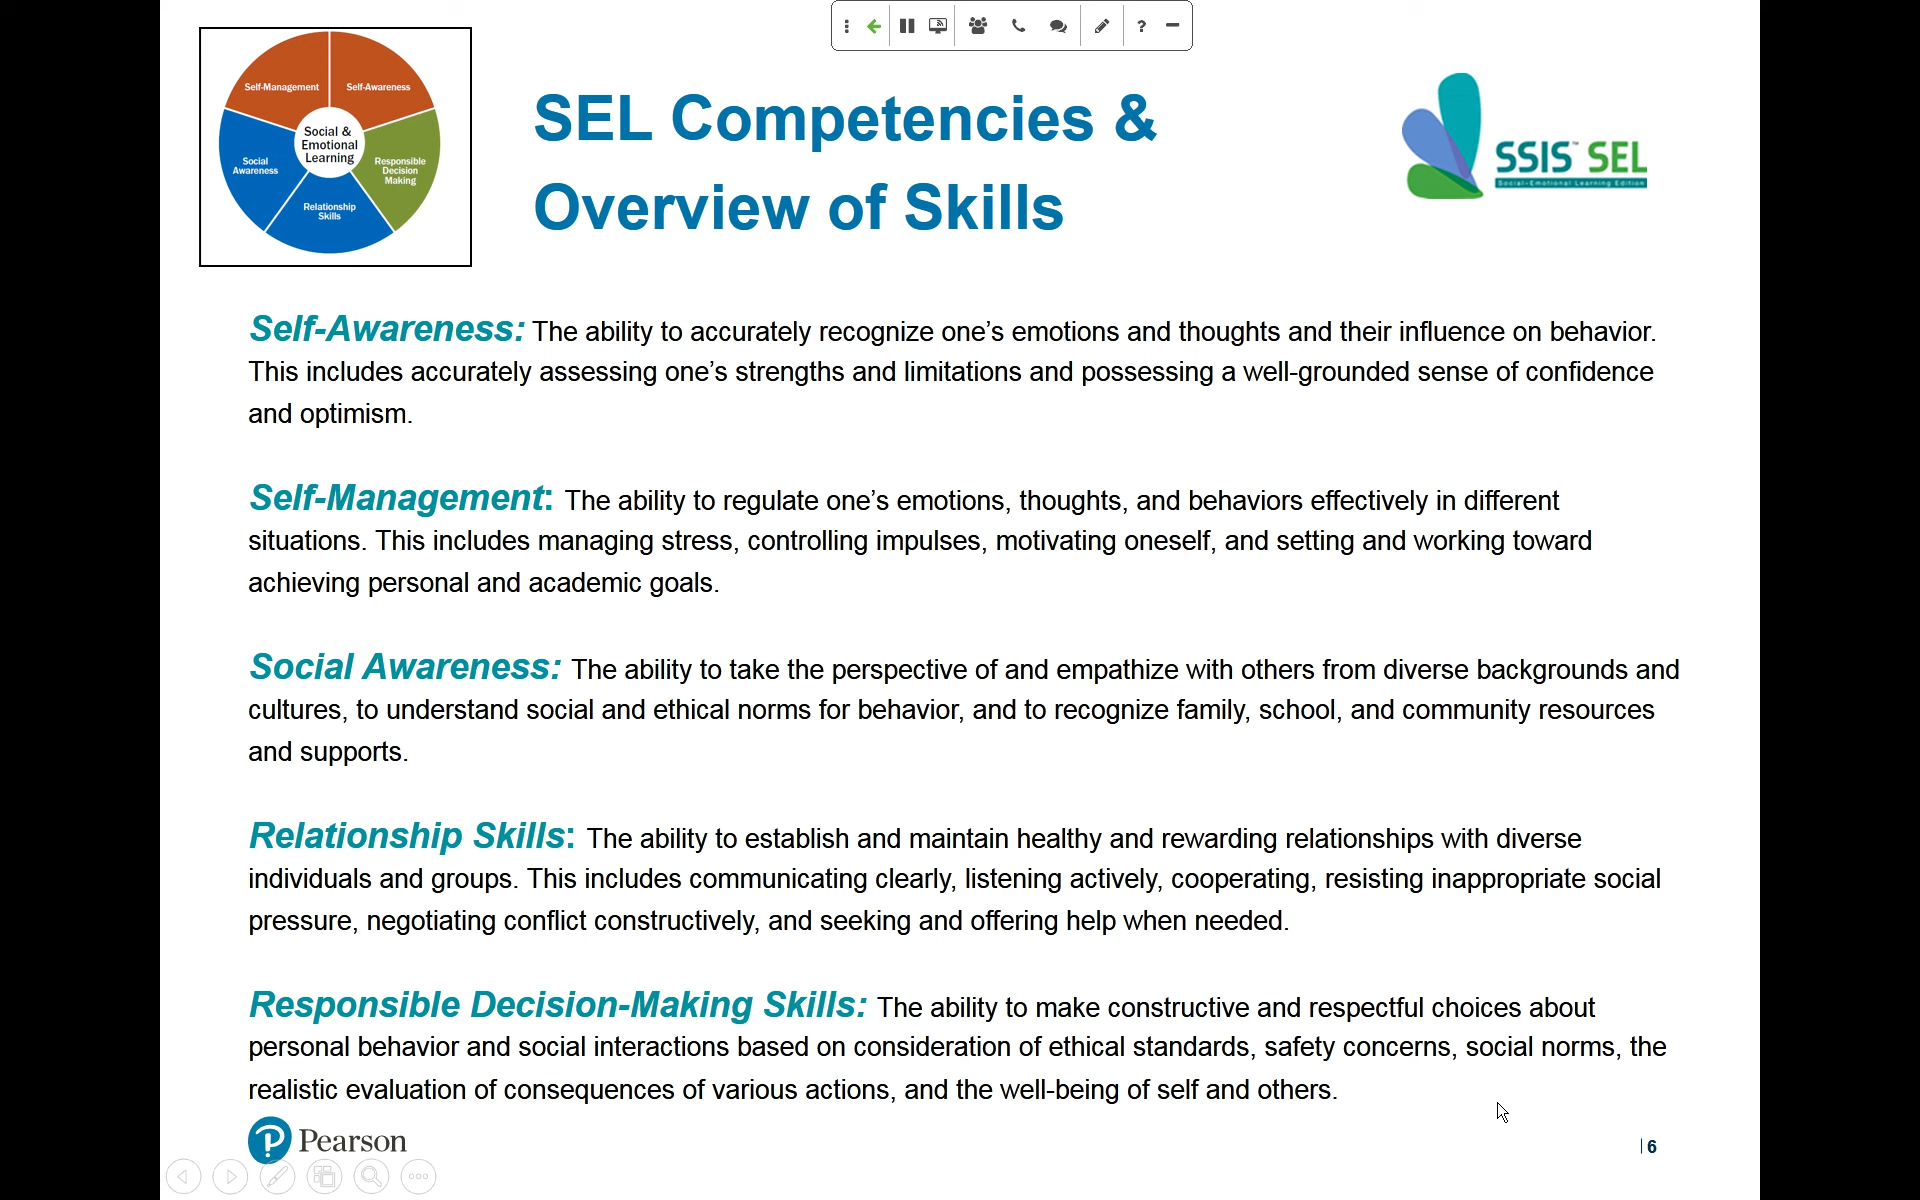 Self-Management
Self-Awareness
Social &
Emotional
Learning
Social
Awareness
Responsible
Decision
Making
Relationship
Skills
SEL Competencies &
Overview of Skills
SSIS™ SEL
Social-Emotional Learning Edition
Self-Awareness: The ability to accurately recognize one’s emotions and thoughts and their influence on behavior.
This includes accurately assessing one’s strengths and limitations and possessing a well-grounded sense of confidence
and optimism.
Self-Management: The ability to regulate one’s emotions, thoughts, and behaviors effectively in different
situations. This includes managing stress, controlling impulses, motivating oneself, and setting and working toward
achieving personal and academic goals.
Social Awareness: The ability to take the perspective of and empathize with others from diverse backgrounds and
cultures, to understand social and ethical norms for behavior, and to recognize family, school, and community resources
and supports.
Relationship Skills: The ability to establish and maintain healthy and rewarding relationships with diverse
individuals and groups. This includes communicating clearly, listening actively, cooperating, resisting inappropriate social
pressure, negotiating conflict constructively, and seeking and offering help when needed.
Responsible Decision-Making Skills: The ability to make constructive and respectful choices about
personal behavior and social interactions based on consideration of ethical standards, safety concerns, social norms, the
realistic evaluation of consequences of various actions, and the well-being of self and others.
Pearson
| 6